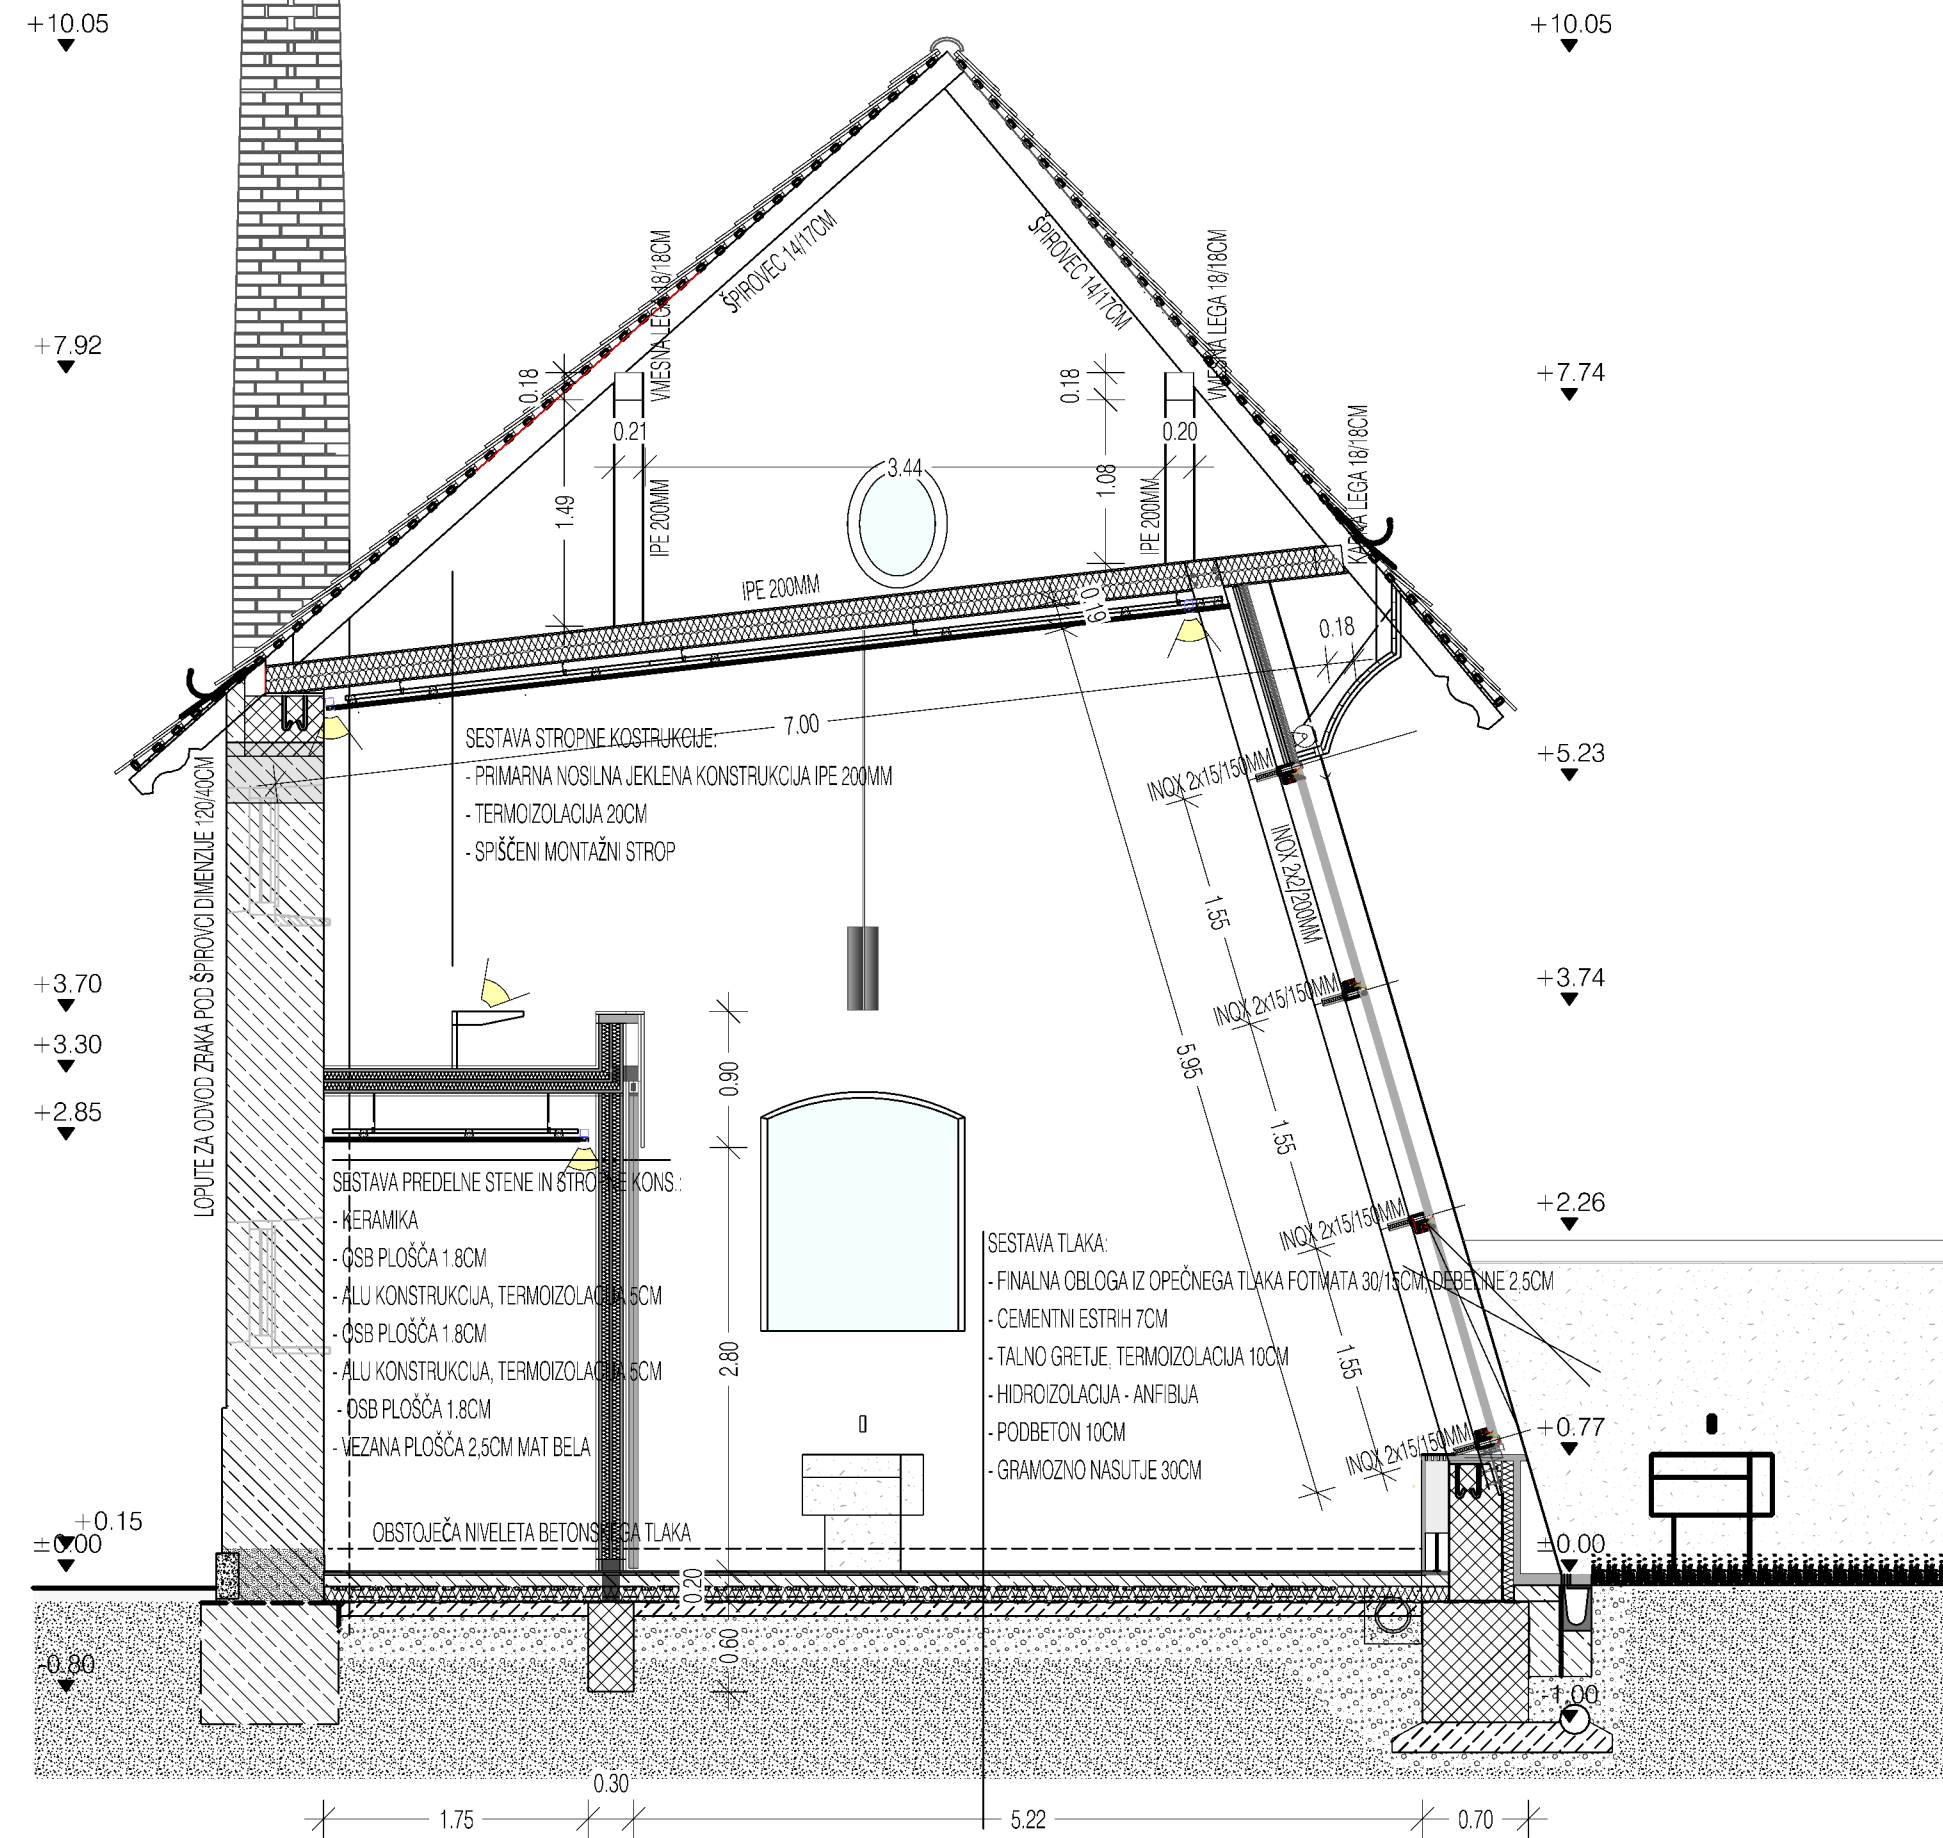 +10.05
+10.05
ŠPIROVEC 14/17CM
ŠPIROVEC 14/17CM
VMESNA LEGA 18/18CM
VMESNA LEGA 18/18CM
+7.92
+7.74
0.18
0.18
0.21
0.20
3.44
1.49
1.08
IPE 200MM
IPE 200MM
KAPNA LEGA 18/18CM
IPE 200MM
0.19
0.18
7.00
SESTAVA STROPNE KOSTRUKCIJE:
- PRIMARNA NOSILNA JEKLENA KONSTRUKCIJA IPE 200MM
- TERMOIZOLACIJA 20CM
- SPIŠČENI MONTAŽNI STROP
A
+5.23
INOX 2x15/150MM
INOX 2x2/200MM
LOPUTE ZA ODVOD ZRAKA POD ŠPIROVCI DIMENZIJE 120/40CM
1.55
+3.70
+3.74
INOX 2x15/150MM
+3.30
5.95
0.90
+2.85
1.55
SESTAVA PREDELNE STENE IN STROPNE KONS.:
- KERAMIKA
- OSB PLOŠČA 1.8CM
- ALU KONSTRUKCIJA, TERMOIZOLACIJA 5CM
- OSB PLOŠČA 1.8CM
- ALU KONSTRUKCIJA, TERMOIZOLACIJA 5CM
- OSB PLOŠČA 1.8CM
- VEZANA PLOŠČA 2,5CM MAT BELA
+2.26
INOX 2x15/150MM
SESTAVA TLAKA:
- FINALNA OBLOGA IZ OPEČNEGA TLAKA FOTMATA 30/15CM, DEBELINE 2.5CM
- CEMENTNI ESTRIH 7CM
- TALNO GRETJE, TERMOIZOLACIJA 10CM
- HIDROIZOLACIJA - ANFIBIJA
- PODBETON 10CM
- GRAMOZNO NASUTJE 30CM
2.80
1.55
+0.77
INOX 2x15/150MM
+0.15
OBSTOJEČA NIVELETA BETONSKEGA TLAKA
±0.00
±0.00
0.20
0.60
-0.80
-1.00
0.30
1.75
5.22
0.70